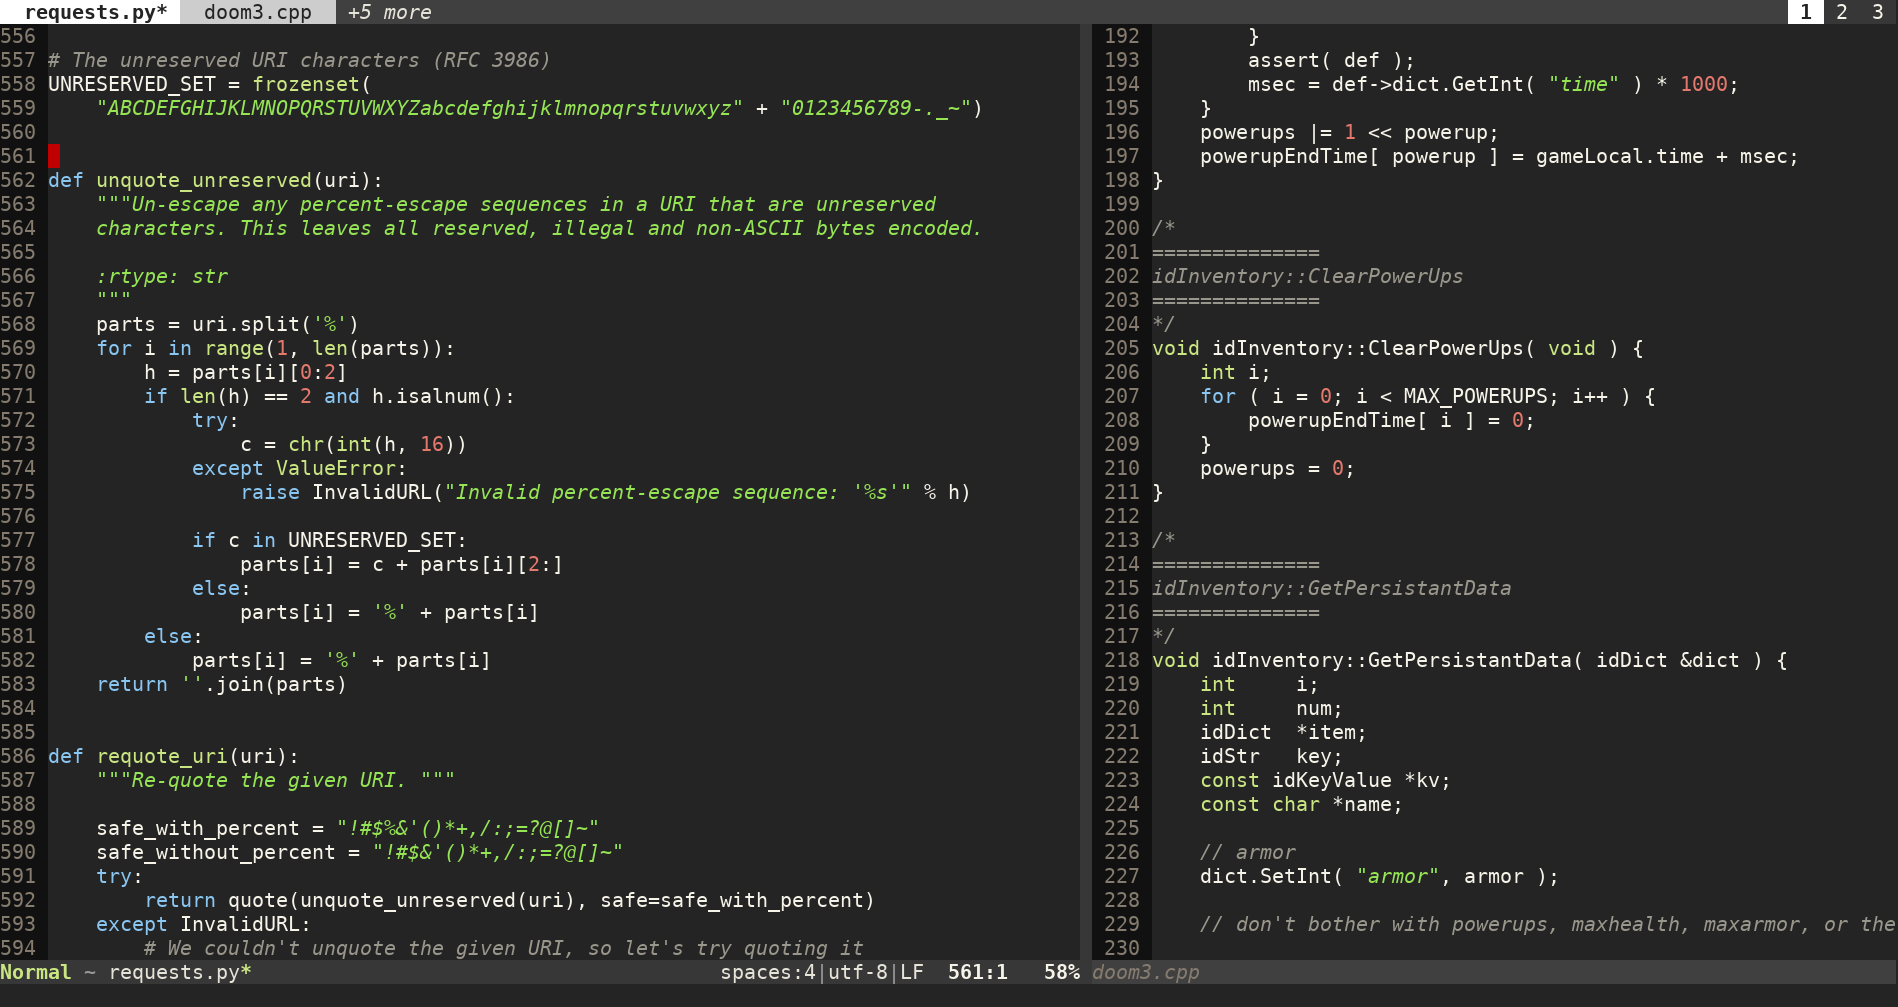 requests.py* doom3.cpp +5 more 1 2 3
556
557 # The unreserved URI characters (RFC 3986)
558 UNRESERVED_SET = frozenset(
559     "ABCDEFGHIJKLMNOPQRSTUVWXYZabcdefghijklmnopqrstuvwxyz" + "0123456789-._~")
560
561
562 def unquote_unreserved(uri):
563     """Un-escape any percent-escape sequences in a URI that are unreserved
564     characters. This leaves all reserved, illegal and non-ASCII bytes encoded.
565
566     :rtype: str
567     """
568     parts = uri.split('%')
569     for i in range(1, len(parts)):
570         h = parts[i][0:2]
571         if len(h) == 2 and h.isalnum():
572             try:
573                 c = chr(int(h, 16))
574             except ValueError:
575                 raise InvalidURL("Invalid percent-escape sequence: '%s'" % h)
576
577             if c in UNRESERVED_SET:
578                 parts[i] = c + parts[i][2:]
579             else:
580                 parts[i] = '%' + parts[i]
581         else:
582             parts[i] = '%' + parts[i]
583     return ''.join(parts)
584
585
586 def requote_uri(uri):
587     """Re-quote the given URI. """
588
589     safe_with_percent = "!#$%&'()*+,/:;=?@[]~"
590     safe_without_percent = "!#$&'()*+,/:;=?@[]~"
591     try:
592         return quote(unquote_unreserved(uri), safe=safe_with_percent)
593     except InvalidURL:
594         # We couldn't unquote the given URI, so let's try quoting it
Normal ~ requests.py* spaces:4|utf-8|LF 561:1 58%
192         }
193         assert( def );
194         msec = def->dict.GetInt( "time" ) * 1000;
195     }
196     powerups |= 1 << powerup;
197     powerupEndTime[ powerup ] = gameLocal.time + msec;
198 }
199
200 /*
201 ==============
202 idInventory::ClearPowerUps
203 ==============
204 */
205 void idInventory::ClearPowerUps( void ) {
206     int i;
207     for ( i = 0; i < MAX_POWERUPS; i++ ) {
208         powerupEndTime[ i ] = 0;
209     }
210     powerups = 0;
211 }
212
213 /*
214 ==============
215 idInventory::GetPersistantData
216 ==============
217 */
218 void idInventory::GetPersistantData( idDict &dict ) {
219     int     i;
220     int     num;
221     idDict  *item;
222     idStr   key;
223     const idKeyValue *kv;
224     const char *name;
225
226     // armor
227     dict.SetInt( "armor", armor );
228
229     // don't bother with powerups, maxhealth, maxarmor, or the
230
doom3.cpp